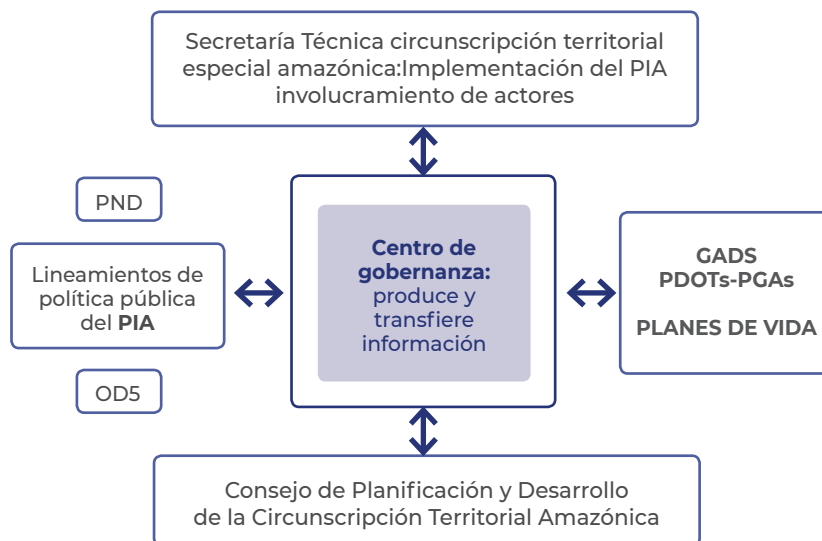 Secretaría Técnica circunscripción territorial
especial amazónica:Implementación del PIA
involucramiento de actores
PND
Lineamientos de
política pública
del PIA
OD5
Centro de
gobernanza:
produce y
transfiere
información
GADS
PDOTs-PGAs
PLANES DE VIDA
Consejo de Planificación y Desarrollo
de la Circunscripción Territorial Amazónica